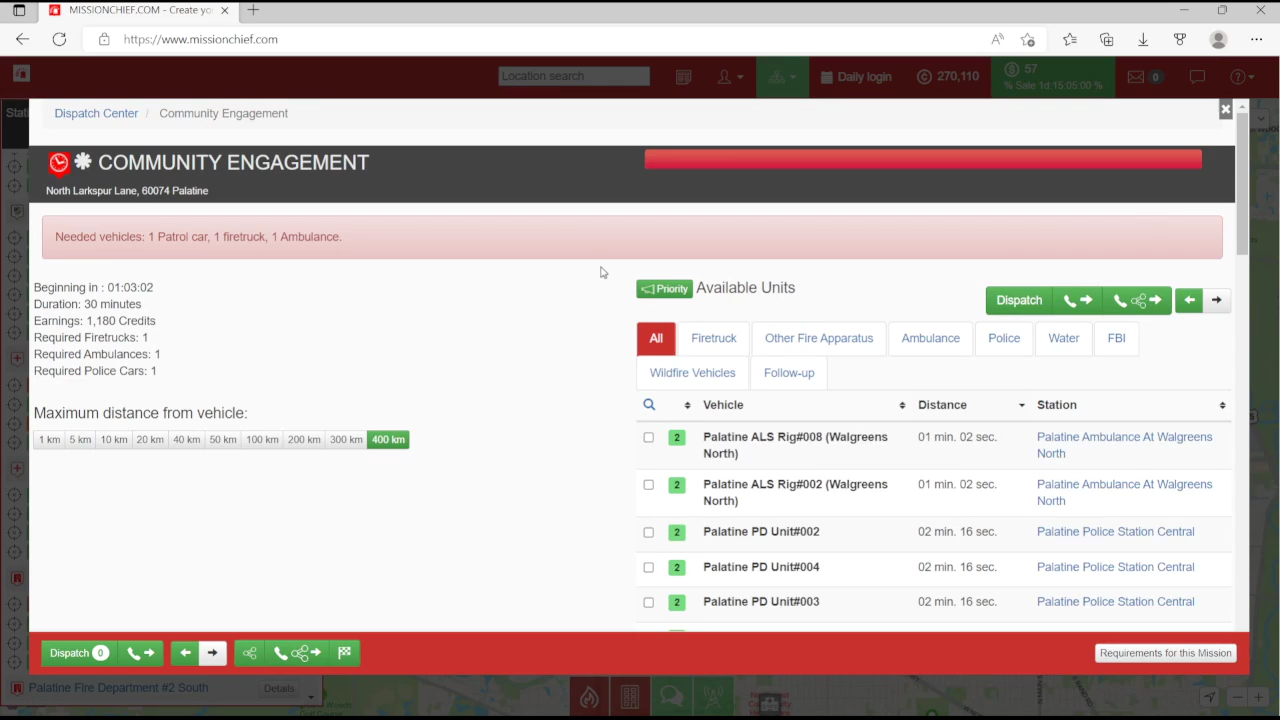 MISSIONCHIEF.COM - Create yo
https://www.missionchief.com
Location search
Daily login
270,110
57
% Sale 1d 15:05:00 %
0
Stati
Dispatch Center / Community Engagement
COMMUNITY ENGAGEMENT
North Larkspur Lane, 60074 Palatine
Needed vehicles: 1 Patrol car, 1 firetruck, 1 Ambulance.
Beginning in : 01:03:02
Duration: 30 minutes
Earnings: 1,180 Credits
Required Firetrucks: 1
Required Ambulances: 1
Required Police Cars: 1
Maximum distance from vehicle:
1 km 5 km 10 km 20 km 40 km 50 km 100 km 200 km 300 km 400 km
Priority Available Units
Dispatch
All Firetruck Other Fire Apparatus Ambulance Police Water FBI
Wildfire Vehicles Follow-up
Vehicle Distance Station
2 Palatine ALS Rig#008 (Walgreens North) 01 min. 02 sec. Palatine Ambulance At Walgreens North
2 Palatine ALS Rig#002 (Walgreens North) 01 min. 02 sec. Palatine Ambulance At Walgreens North
2 Palatine PD Unit#002 02 min. 16 sec. Palatine Police Station Central
2 Palatine PD Unit#004 02 min. 16 sec. Palatine Police Station Central
2 Palatine PD Unit#003 02 min. 16 sec. Palatine Police Station Central
Dispatch 0
Requirements for this Mission
Palatine Fire Department #2 South Details